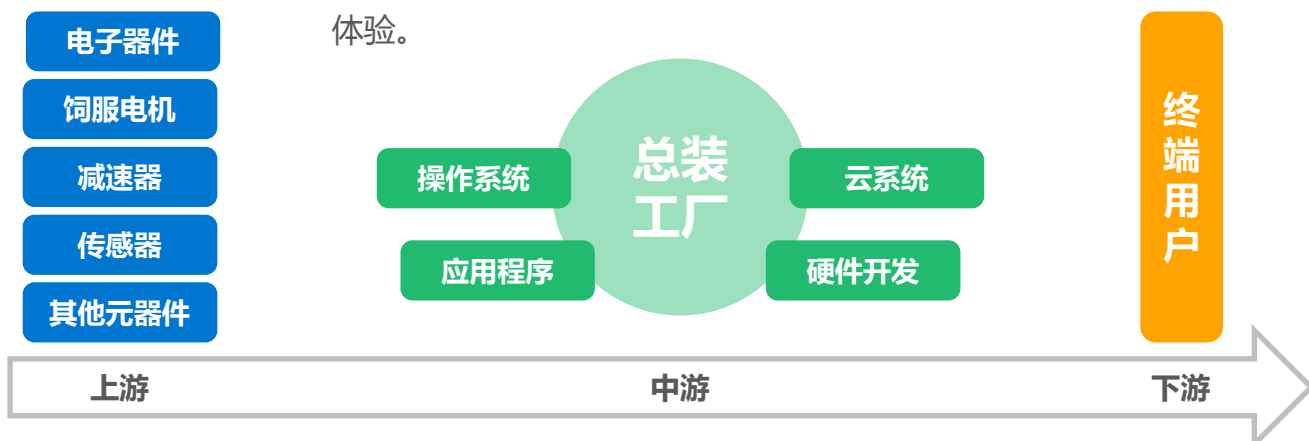 体验。
电子器件
饲服电机
减速器
传感器
其他元器件
总装
工厂
操作系统
云系统
应用程序
硬件开发
终
端
用
户
上游
中游
下游